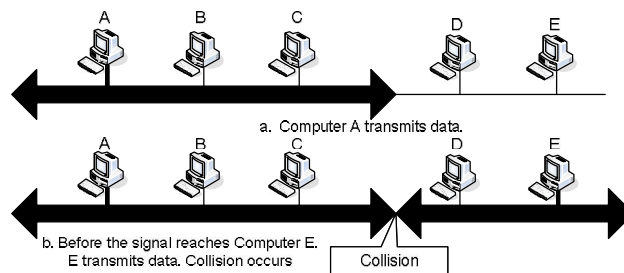 A B C D E
a. Computer A transmits data.
A B C D E
b. Before the signal reaches Computer E.
E transmits data. Collision occurs
Collision